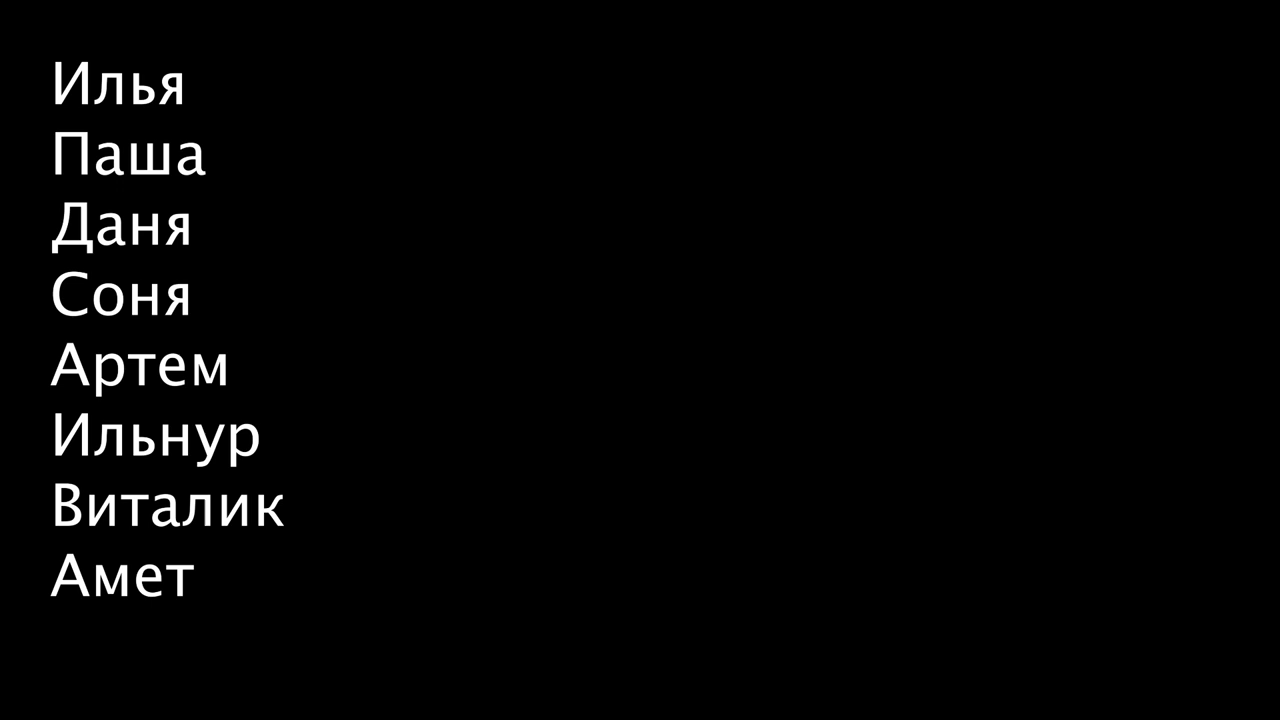 Илья
Паша
Даня
Соня
Артем
Ильнур
Виталик
Амет